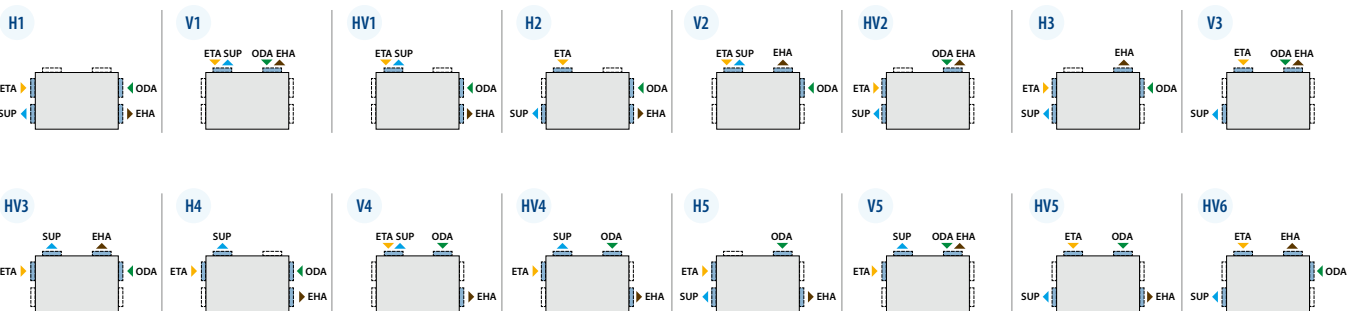 H1 V1 HV1 H2 V2 HV2 H3 V3
ETA SUP ODA EHA ETA SUP ETA ETA SUP EHA ODA EHA EHA ETA ODA EHA
ETA ODA ODA ODA ODA ETA ETA ODA
SUP EHA EHA SUP EHA SUP SUP SUP
HV3 H4 V4 HV4 H5 V5 HV5 HV6
SUP EHA SUP ETA SUP ODA SUP ODA ODA SUP ODA EHA ETA ODA ETA EHA
ETA ODA ETA ODA ETA ETA ETA ODA
EHA EHA EHA SUP EHA SUP EHA SUP